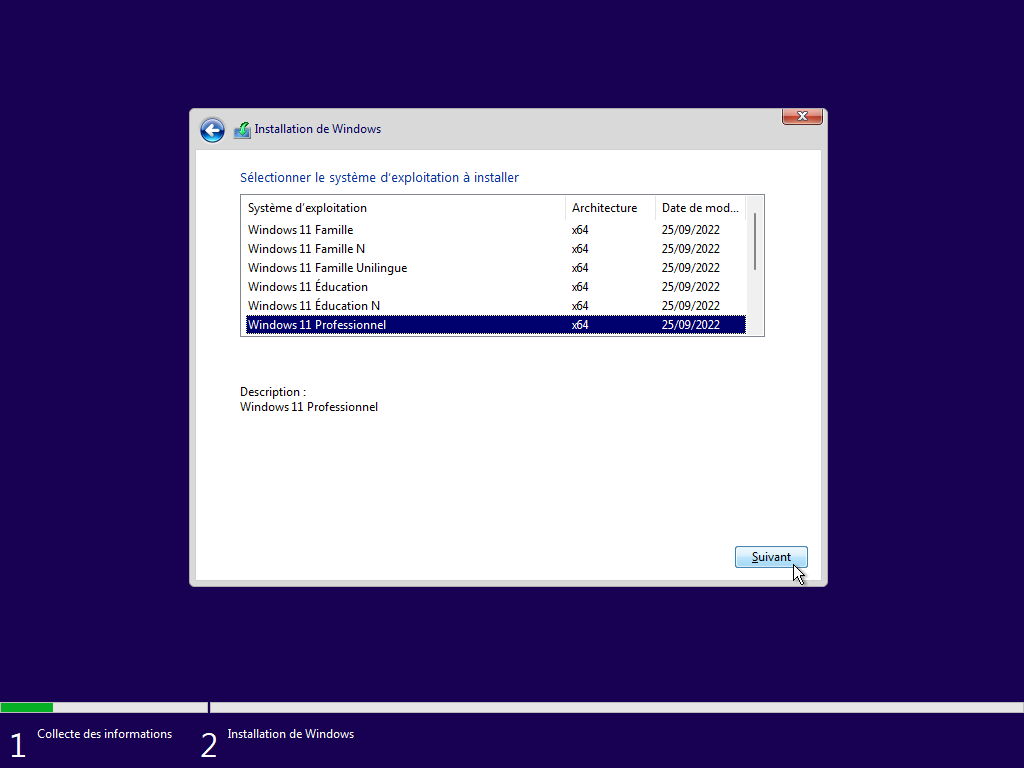 Installation de Windows
Sélectionner le système d'exploitation à installer
Système d'exploitation Architecture Date de mod...
Windows 11 Famille x64 25/09/2022
Windows 11 Famille N x64 25/09/2022
Windows 11 Famille Unilingue x64 25/09/2022
Windows 11 Éducation x64 25/09/2022
Windows 11 Éducation N x64 25/09/2022
Windows 11 Professionnel x64 25/09/2022
Description :
Windows 11 Professionnel
Suivant
1 Collecte des informations 2 Installation de Windows